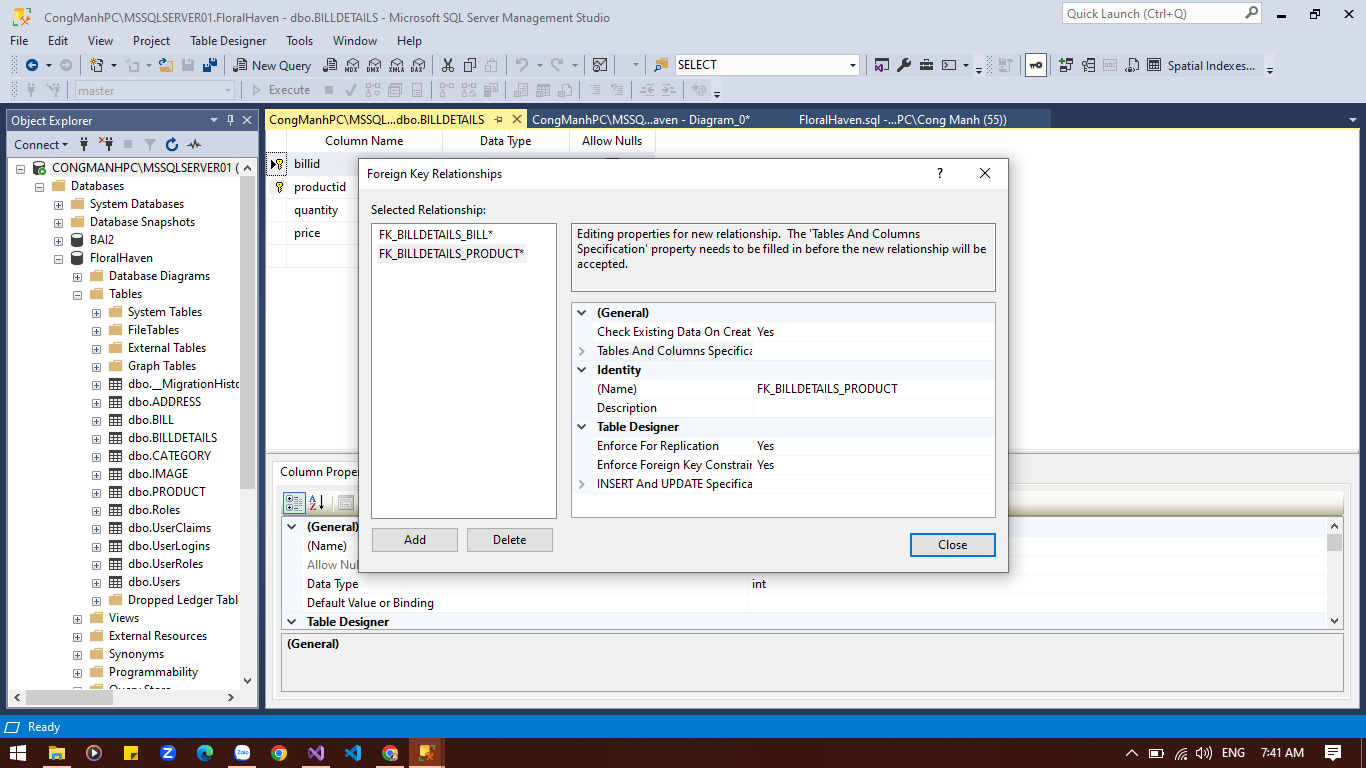 CongManhPC\MSSQLSERVER01.FloralHaven - dbo.BILLDETAILS - Microsoft SQL Server Management Studio
Quick Launch (Ctrl+Q)
File Edit View Project Table Designer Tools Window Help
New Query
MDX DMX XMLA DAX
SELECT
Spatial Indexes...
master
Execute
Object Explorer
Connect
CONGMANHPC\MSSQLSERVER01 (
Databases
System Databases
Database Snapshots
BAI2
FloralHaven
Database Diagrams
Tables
System Tables
FileTables
External Tables
Graph Tables
dbo.__MigrationHisto
dbo.ADDRESS
dbo.BILL
dbo.BILLDETAILS
dbo.CATEGORY
dbo.IMAGE
dbo.PRODUCT
dbo.Roles
dbo.UserClaims
dbo.UserLogins
dbo.UserRoles
dbo.Users
Dropped Ledger Tabl
Views
External Resources
Synonyms
Programmability
Query Store
CongManhPC\MSSQL...dbo.BILLDETAILS
CongManhPC\MSSQ...aven - Diagram_0*
FloralHaven.sql -...PC\Cong Manh (55))
Column Name Data Type Allow Nulls
billid
productid
quantity
price
Foreign Key Relationships
?
Selected Relationship:
FK_BILLDETAILS_BILL*
FK_BILLDETAILS_PRODUCT*
Editing properties for new relationship. The 'Tables And Columns
Specification' property needs to be filled in before the new relationship will be
accepted.
(General)
Check Existing Data On Creat Yes
Tables And Columns Specifica
Identity
(Name) FK_BILLDETAILS_PRODUCT
Description
Table Designer
Enforce For Replication Yes
Enforce Foreign Key Constrain Yes
INSERT And UPDATE Specifica
Add Delete
Close
Column Proper
(General)
(Name)
Allow Nul
Data Type int
Default Value or Binding
Table Designer
(General)
Ready
Zalo
ENG
7:41 AM